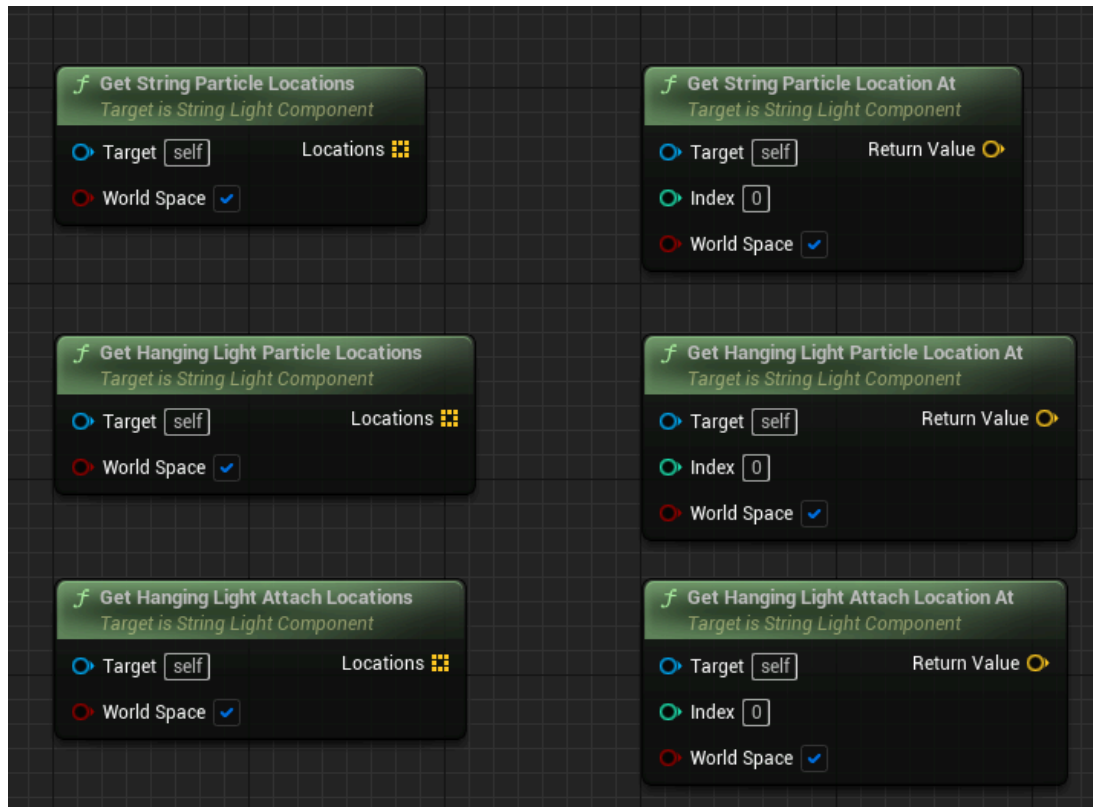 f Get String Particle Locations
Target is String Light Component
Target self Locations
World Space
f Get String Particle Location At
Target is String Light Component
Target self Return Value
Index 0
World Space
f Get Hanging Light Particle Locations
Target is String Light Component
Target self Locations
World Space
f Get Hanging Light Particle Location At
Target is String Light Component
Target self Return Value
Index 0
World Space
f Get Hanging Light Attach Locations
Target is String Light Component
Target self Locations
World Space
f Get Hanging Light Attach Location At
Target is String Light Component
Target self Return Value
Index 0
World Space